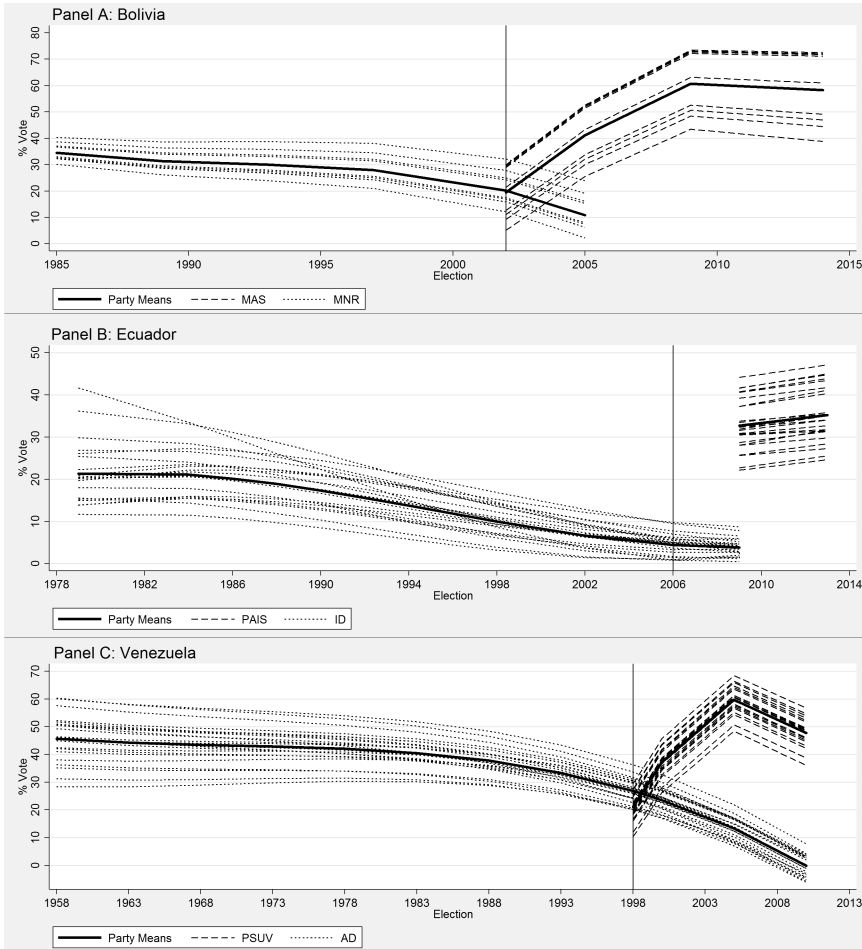 Panel A: Bolivia
% Vote
80
70
60
50
40
30
20
10
0
1985 1990 1995 2000 2005 2010 2015
Election
Party Means MAS MNR
Panel B: Ecuador
% Vote
50
40
30
20
10
0
1978 1982 1986 1990 1994 1998 2002 2006 2010 2014
Election
Party Means PAIS ID
Panel C: Venezuela
% Vote
70
60
50
40
30
20
10
0
1958 1963 1968 1973 1978 1983 1988 1993 1998 2003 2008 2013
Election
Party Means PSUV AD